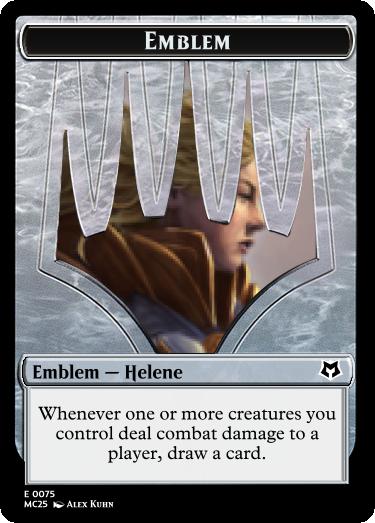 EMBLEM
Emblem — Helene
Whenever one or more creatures you
control deal combat damage to a
player, draw a card.
E 0075
MC25 Alex Kuhn